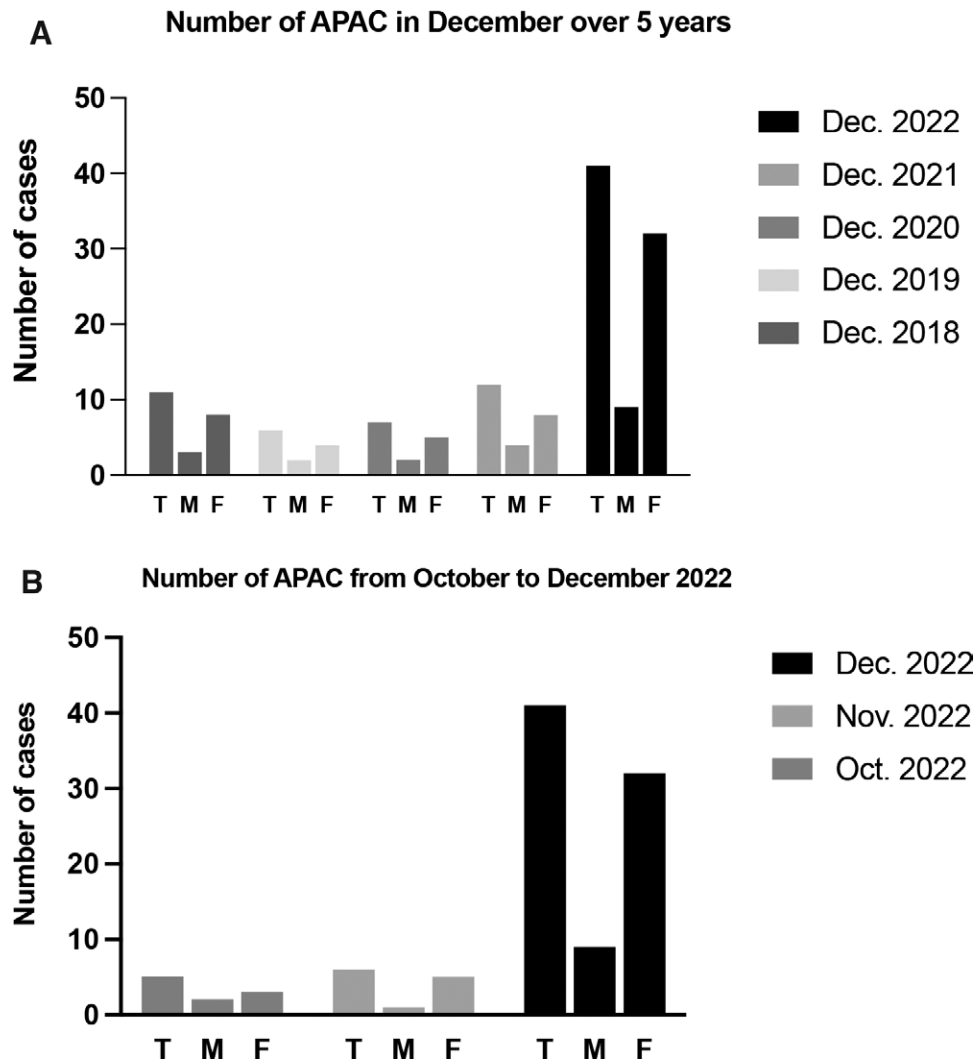 A
Number of APAC in December over 5 years
Number of cases
50
40
30
20
10
0
T M F T M F T M F T M F T M F
Dec. 2022
Dec. 2021
Dec. 2020
Dec. 2019
Dec. 2018
B
Number of APAC from October to December 2022
Number of cases
50
40
30
20
10
0
T M F T M F T M F
Dec. 2022
Nov. 2022
Oct. 2022